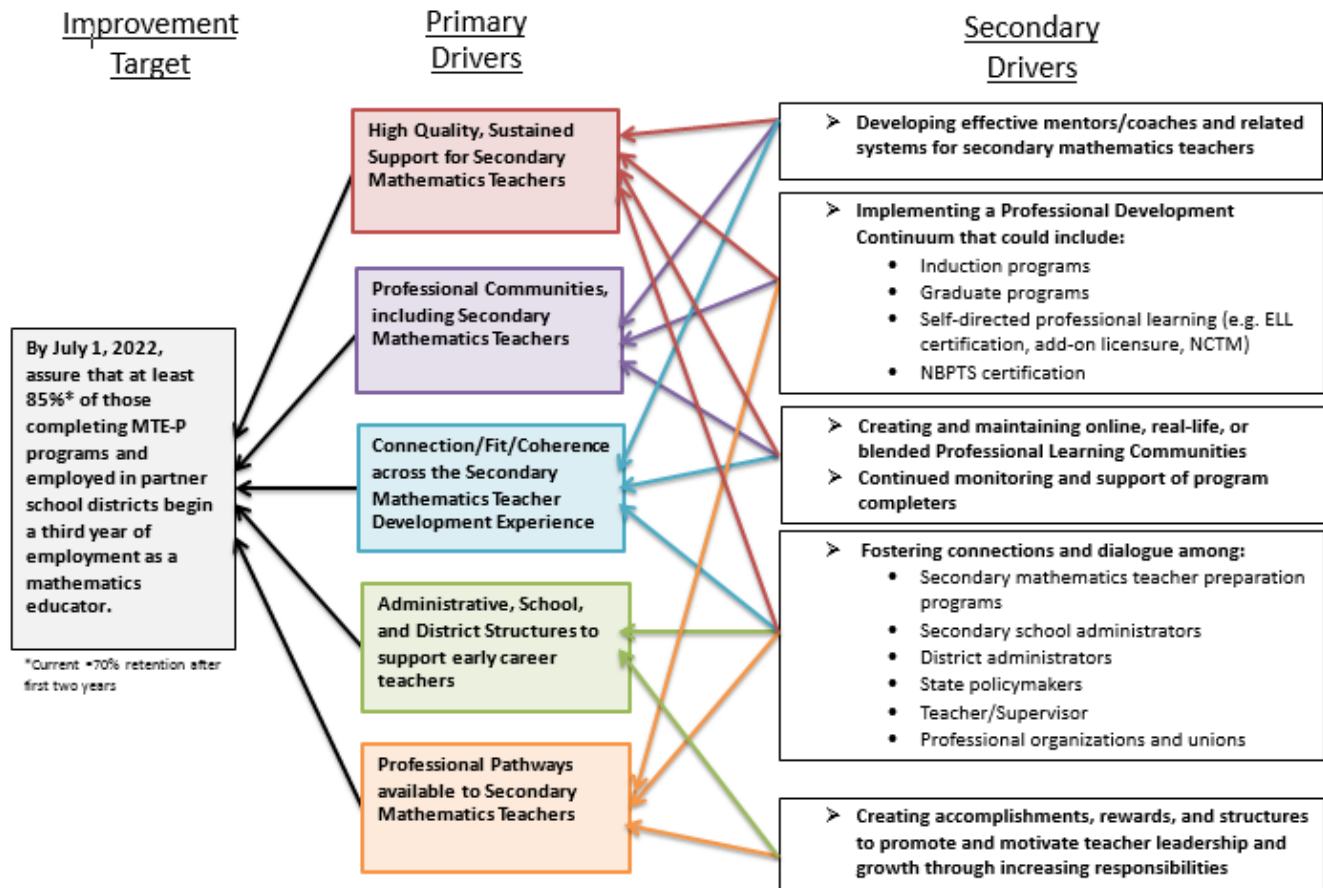 Improvement
Target
Primary
Drivers
Secondary
Drivers
By July 1, 2022,
assure that at least
85%* of those
completing MTE-P
programs and
employed in partner
school districts begin
a third year of
employment as a
mathematics
educator.
*Current =70% retention after
first two years
High Quality, Sustained
Support for Secondary
Mathematics Teachers
Professional Communities,
including Secondary
Mathematics Teachers
Connection/Fit/Coherence
across the Secondary
Mathematics Teacher
Development Experience
Administrative, School,
and District Structures to
support early career
teachers
Professional Pathways
available to Secondary
Mathematics Teachers
➢ Developing effective mentors/coaches and related
systems for secondary mathematics teachers
➢ Implementing a Professional Development
Continuum that could include:
• Induction programs
• Graduate programs
• Self-directed professional learning (e.g. ELL
certification, add-on licensure, NCTM)
• NBPTS certification
➢ Creating and maintaining online, real-life, or
blended Professional Learning Communities
➢ Continued monitoring and support of program
completers
➢ Fostering connections and dialogue among:
• Secondary mathematics teacher preparation
programs
• Secondary school administrators
• District administrators
• State policymakers
• Teacher/Supervisor
• Professional organizations and unions
➢ Creating accomplishments, rewards, and structures
to promote and motivate teacher leadership and
growth through increasing responsibilities